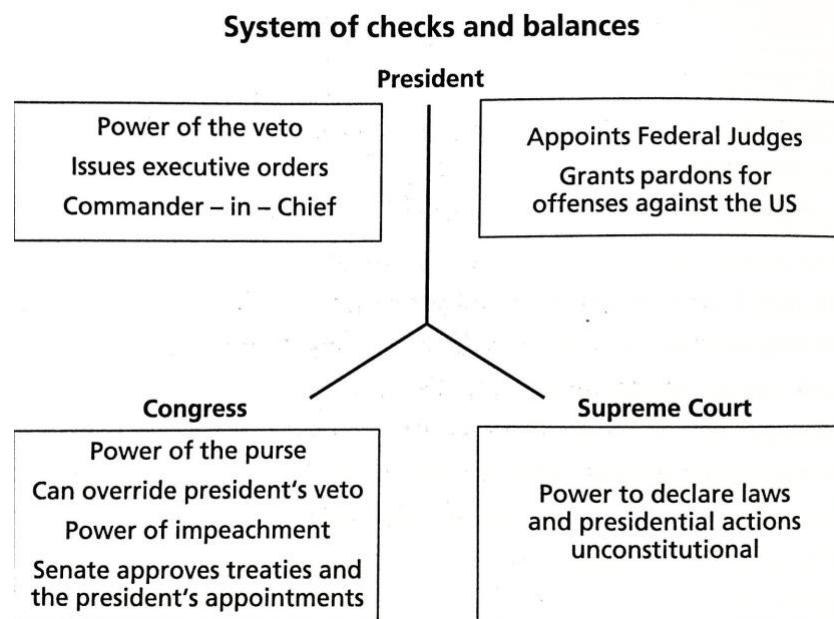 System of checks and balances
President
Power of the veto
Issues executive orders
Commander – in – Chief
Appoints Federal Judges
Grants pardons for
offenses against the US
Congress
Power of the purse
Can override president's veto
Power of impeachment
Senate approves treaties and
the president's appointments
Supreme Court
Power to declare laws
and presidential actions
unconstitutional